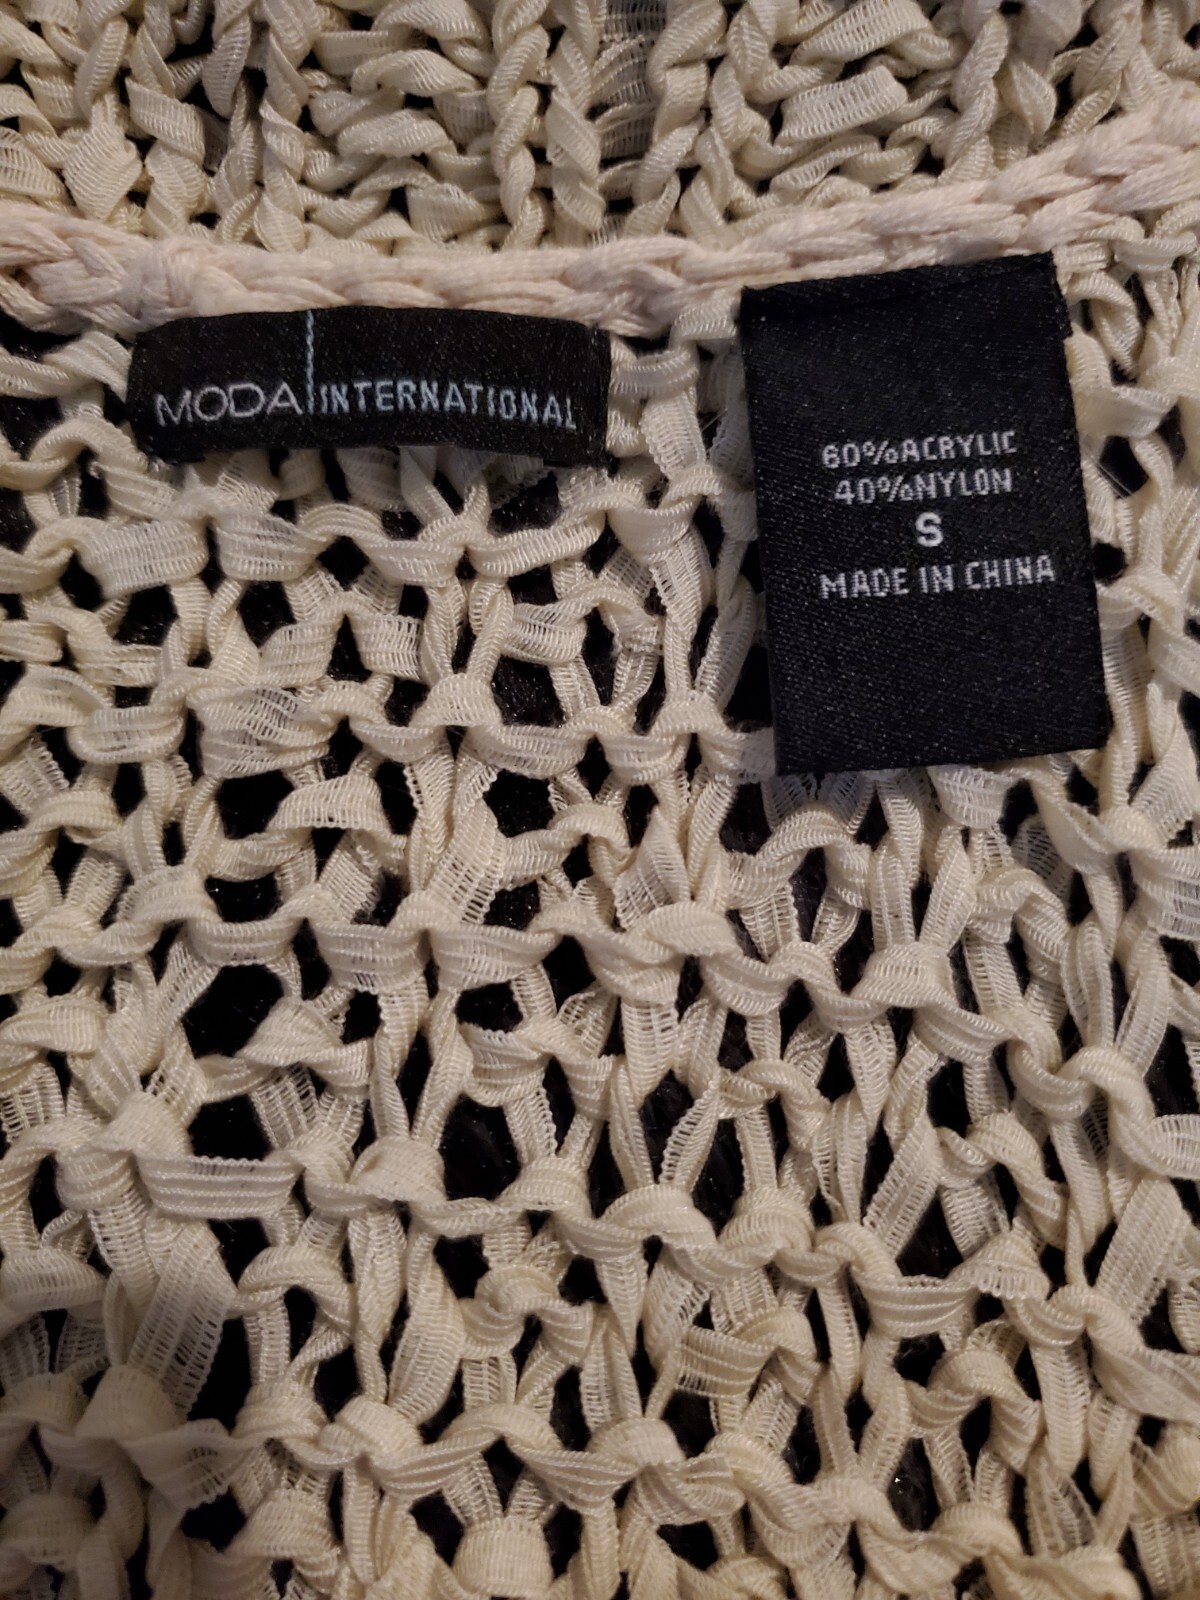 MODA INTERNATIONAL
60%ACRYLIC
40%NYLON
S
MADE IN CHINA